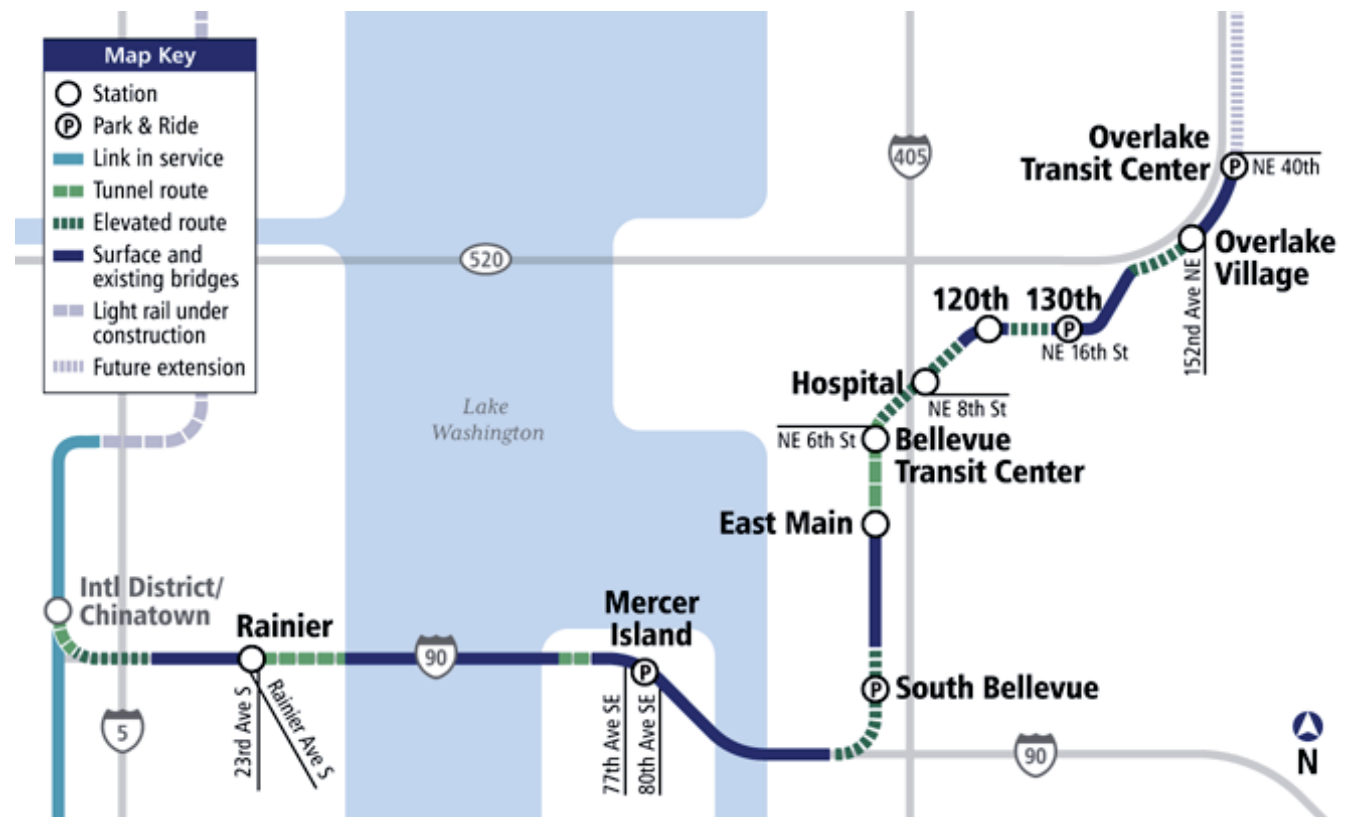 Map Key
Station
P
Park & Ride
Link in service
Tunnel route
Elevated route
Surface and
existing bridges
Light rail under
construction
Future extension
405
Overlake
Transit Center
P
NE 40th
520
Overlake
Village
152nd Ave NE
120th
130th
P
NE 16th St
Hospital
NE 8th St
Lake
Washington
NE 6th St
Bellevue
Transit Center
East Main
Intl District/
Chinatown
Rainier
Mercer
Island
90
P
P
South Bellevue
23rd Ave S
Rainier Ave S
77th Ave SE
80th Ave SE
5
90
N